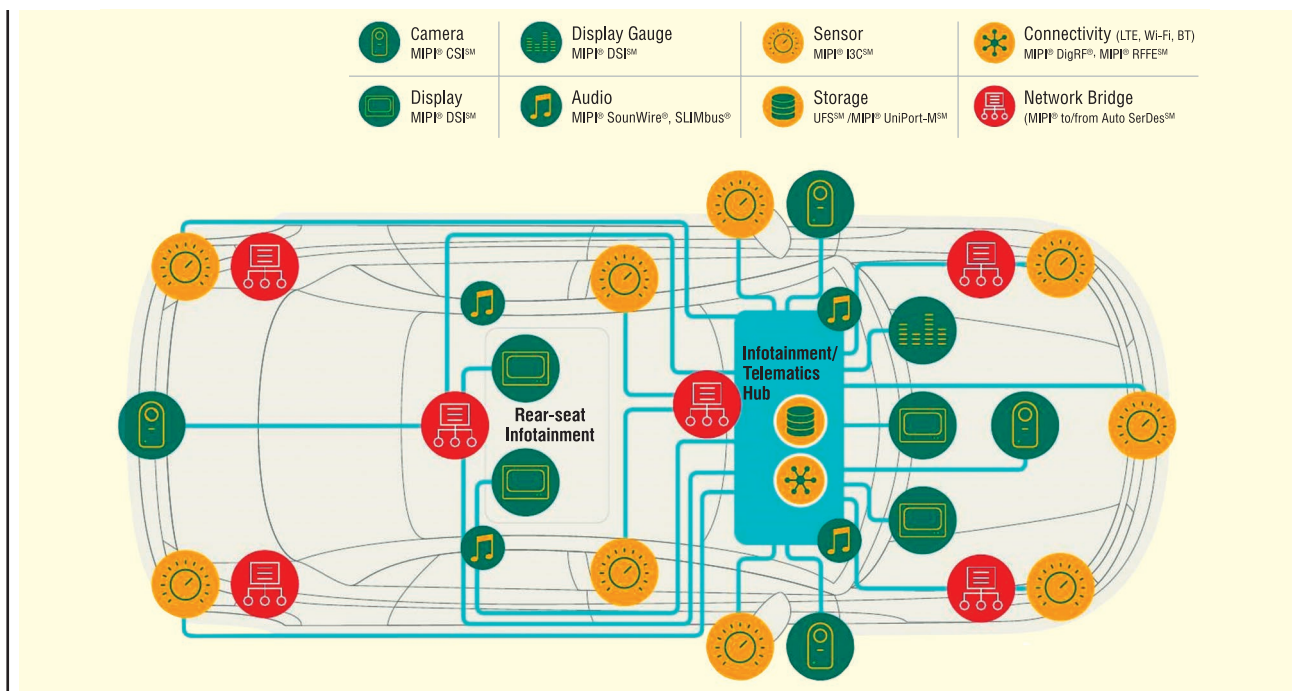 Camera
MIPI® CSI℠
Display Gauge
MIPI® DSI℠
Sensor
MIPI® I3C℠
Connectivity (LTE, Wi-Fi, BT)
MIPI® DigRF®, MIPI® RFFE℠
Display
MIPI® DSI℠
Audio
MIPI® SounWire®, SLIMbus®
Storage
UFS℠ /MIPI® UniPort-M℠
Network Bridge
(MIPI® to/from Auto SerDes℠
Infotainment/
Telematics
Hub
Rear-seat
Infotainment